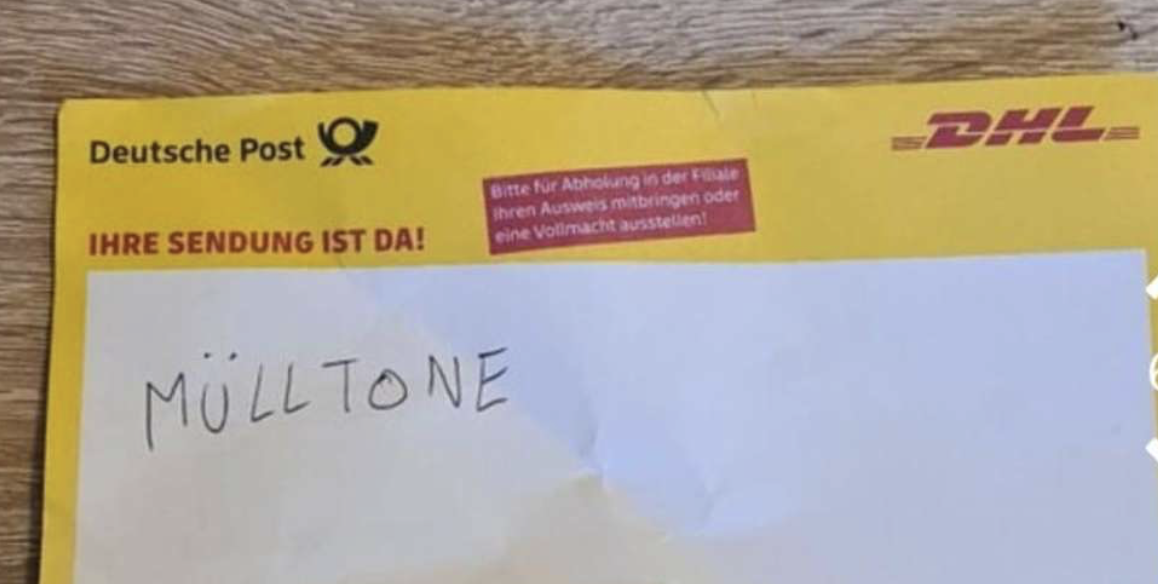 Deutsche Post
DHL
Bitte für Abholung in der Filiale
Ihren Ausweis mitbringen oder
eine Vollmacht ausstellen!
IHRE SENDUNG IST DA!
MÜLLTONE